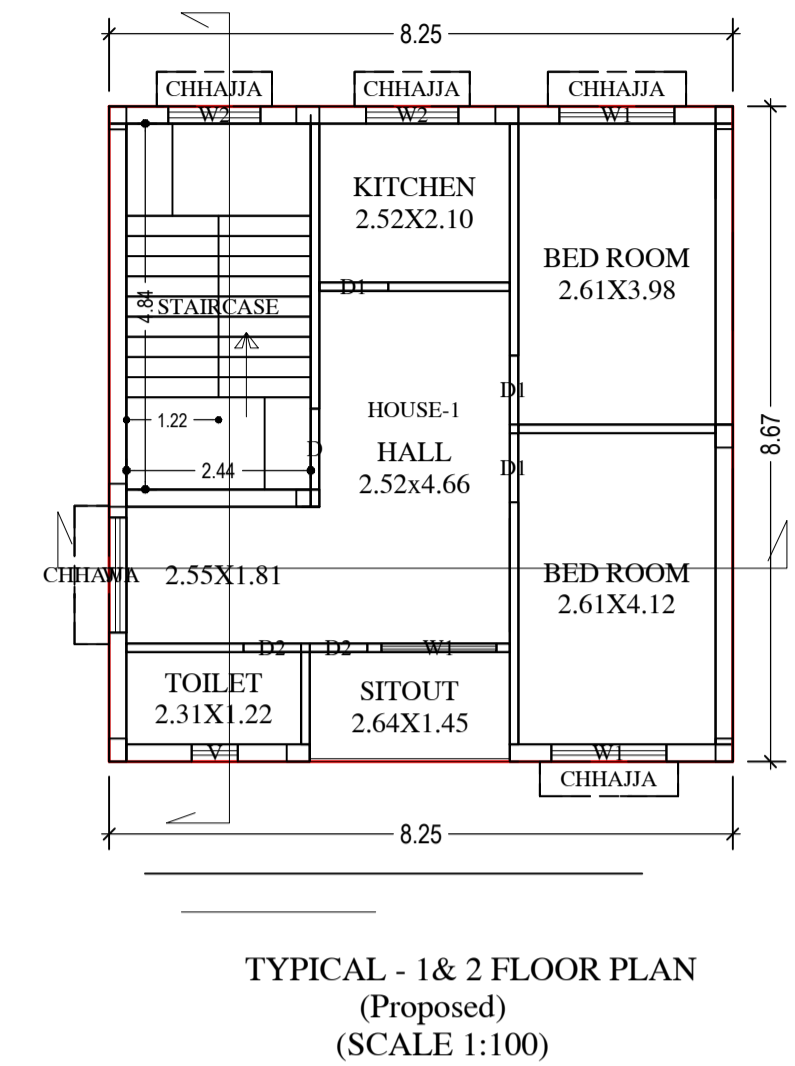 8.25
CHHAJJA
CHHAJJA
CHHAJJA
W2
W2
W1
KITCHEN
2.52X2.10
BED ROOM
2.61X3.98
D1
4.84
STAIRCASE
D1
1.22
HOUSE-1
8.67
D
HALL
2.52x4.66
D1
2.44
CHHAJJA
W1
2.55X1.81
BED ROOM
2.61X4.12
D2
D2
W1
TOILET
2.31X1.22
SITOUT
2.64X1.45
V
W1
CHHAJJA
8.25
TYPICAL - 1& 2 FLOOR PLAN
(Proposed)
(SCALE 1:100)